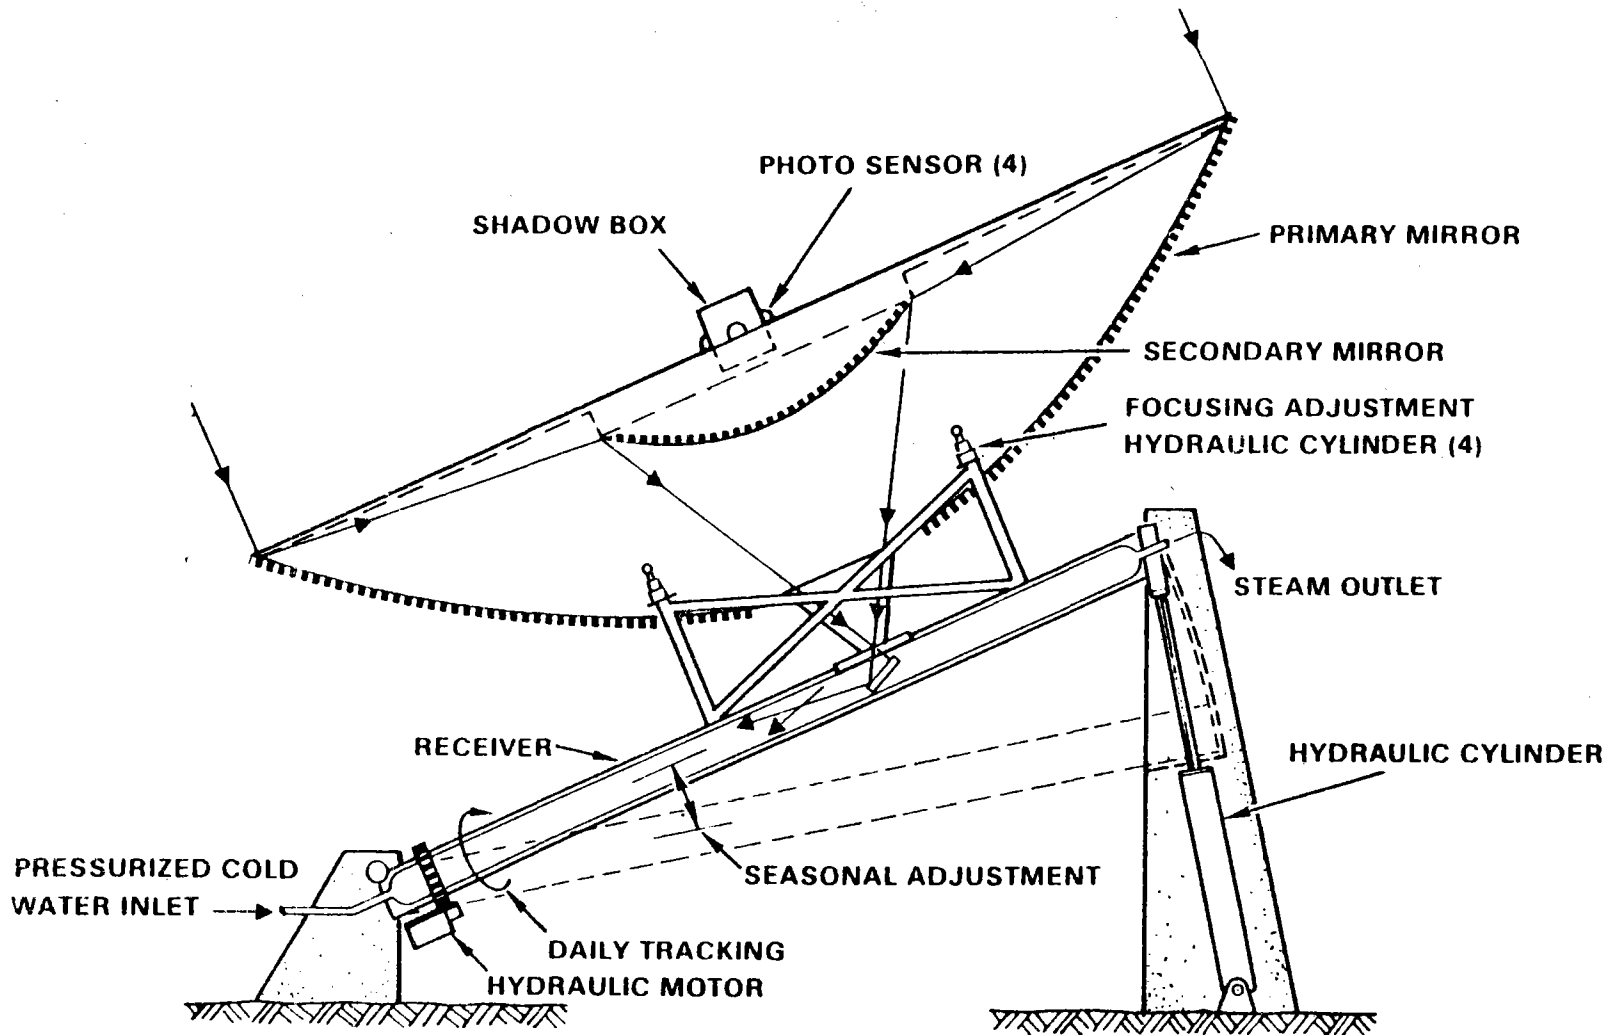 PHOTO SENSOR (4)
SHADOW BOX
PRIMARY MIRROR
SECONDARY MIRROR
FOCUSING ADJUSTMENT
HYDRAULIC CYLINDER (4)
STEAM OUTLET
RECEIVER
HYDRAULIC CYLINDER
PRESSURIZED COLD
WATER INLET
SEASONAL ADJUSTMENT
DAILY TRACKING
HYDRAULIC MOTOR